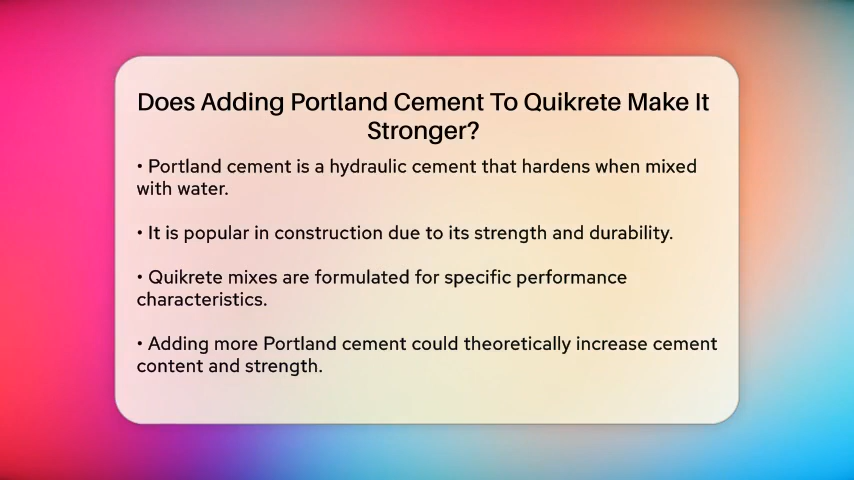 Does Adding Portland Cement To Quikrete Make It
Stronger?
• Portland cement is a hydraulic cement that hardens when mixed
with water.
• It is popular in construction due to its strength and durability.
• Quikrete mixes are formulated for specific performance
characteristics.
• Adding more Portland cement could theoretically increase cement
content and strength.